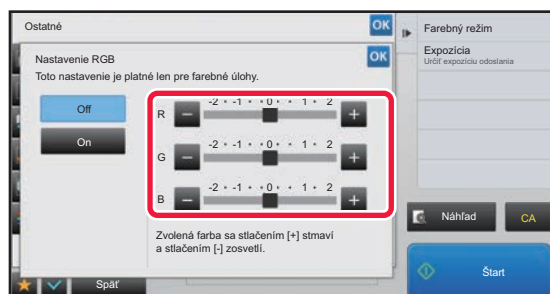 Ostatné
OK
Farebný režim
Nastavenie RGB
OK
Expozícia
Určiť expozíciu odoslania
Toto nastavenie je platné len pre farebné úlohy.
Off
On
-2 • -1 • • 0 • • 1 • 2
R
-2 • -1 • • 0 • • 1 • 2
G
-2 • -1 • • 0 • • 1 • 2
B
Zvolená farba sa stlačením [+] stmaví
a stlačením [-] zosvetlí.
Náhľad
CA
Späť
Štart